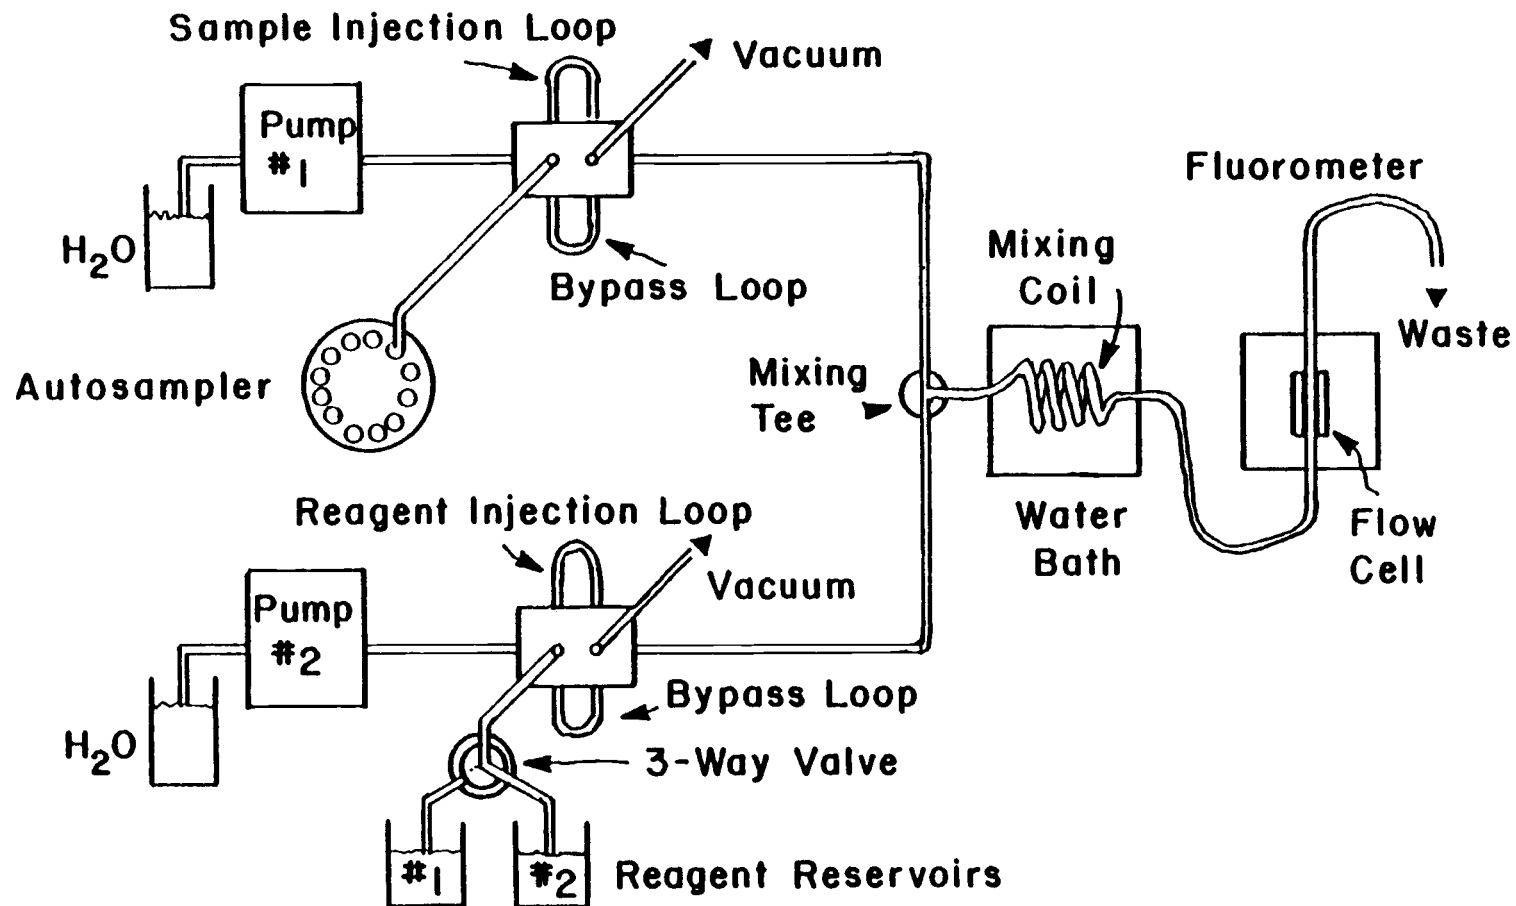 Sample Injection Loop
Vacuum
Pump
#1
H2O
Bypass Loop
Autosampler
Fluorometer
Mixing
Coil
Waste
Mixing
Tee
Water
Bath
Flow
Cell
Reagent Injection Loop
Vacuum
Pump
#2
H2O
Bypass Loop
3-Way Valve
#1
#2
Reagent Reservoirs